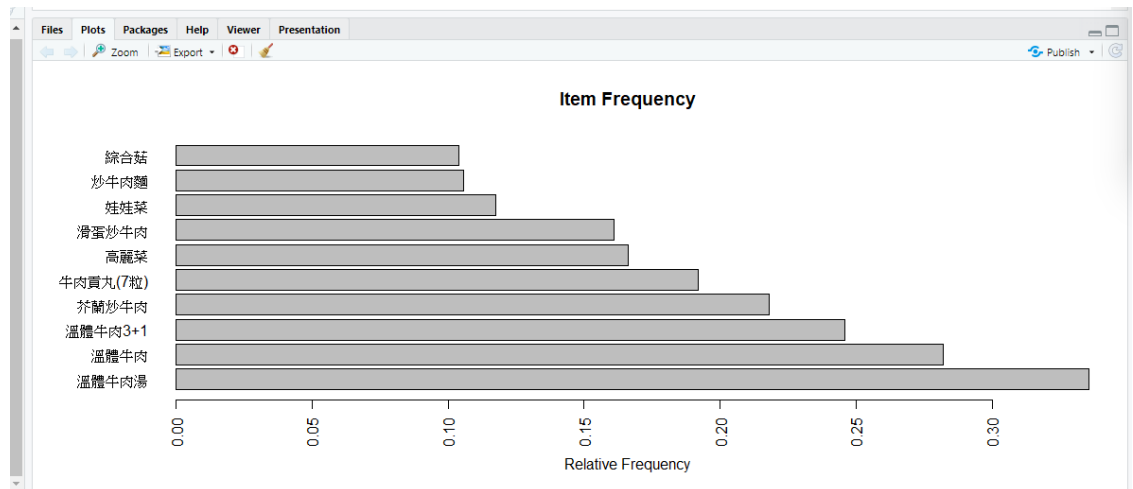 Files Plots Packages Help Viewer Presentation
Zoom Export Publish
Item Frequency
綜合菇
炒牛肉麵
娃娃菜
滑蛋炒牛肉
高麗菜
牛肉貢丸(7粒)
芥蘭炒牛肉
溫體牛肉3+1
溫體牛肉
溫體牛肉湯
0.00 0.05 0.10 0.15 0.20 0.25 0.30
Relative Frequency